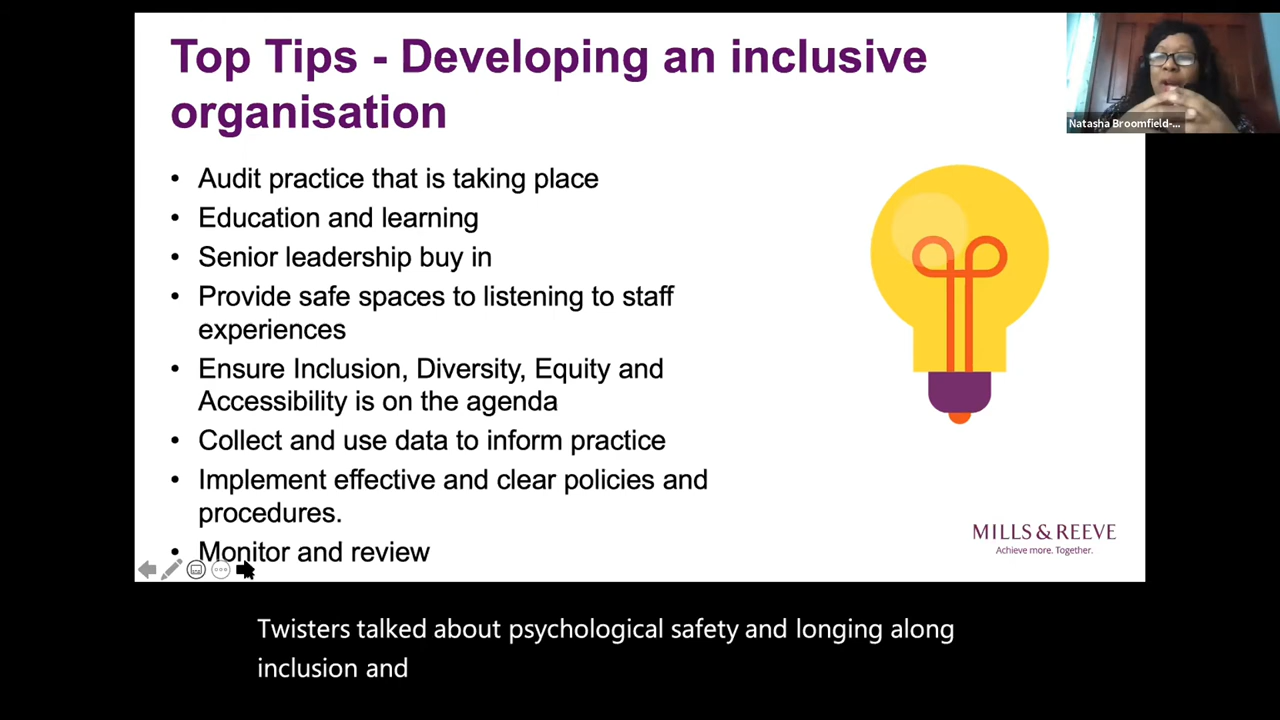 Top Tips - Developing an inclusive
organisation
• Audit practice that is taking place
• Education and learning
• Senior leadership buy in
• Provide safe spaces to listening to staff
experiences
• Ensure Inclusion, Diversity, Equity and
Accessibility is on the agenda
• Collect and use data to inform practice
• Implement effective and clear policies and
procedures.
• Monitor and review
Natasha Broomfield-...
MILLS & REEVE
Achieve more. Together.
Twisters talked about psychological safety and longing along
inclusion and